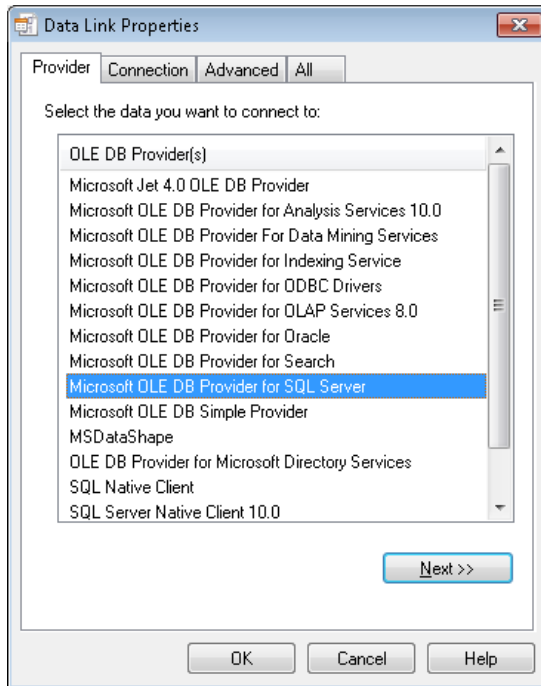 Data Link Properties
Provider Connection Advanced All
Select the data you want to connect to:
OLE DB Provider(s)
Microsoft Jet 4.0 OLE DB Provider
Microsoft OLE DB Provider for Analysis Services 10.0
Microsoft OLE DB Provider For Data Mining Services
Microsoft OLE DB Provider for Indexing Service
Microsoft OLE DB Provider for ODBC Drivers
Microsoft OLE DB Provider for OLAP Services 8.0
Microsoft OLE DB Provider for Oracle
Microsoft OLE DB Provider for Search
Microsoft OLE DB Provider for SQL Server
Microsoft OLE DB Simple Provider
MSDataShape
OLE DB Provider for Microsoft Directory Services
SQL Native Client
SQL Server Native Client 10.0
Next >>
OK Cancel Help